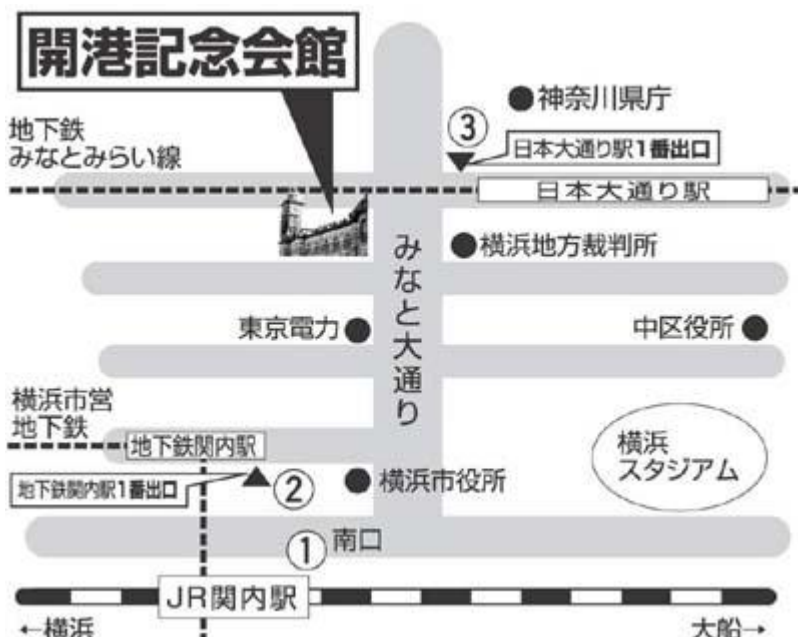 開港記念会館
●神奈川県庁
地下鉄
みなとみらい線
③
日本大通り駅1番出口
日本大通り駅
みなと大通り
●横浜地方裁判所
東京電力●
中区役所●
横浜市営
地下鉄
地下鉄関内駅
横浜
スタジアム
地下鉄関内駅1番出口
②
●横浜市役所
①
南口
JR関内駅
←横浜
大船→